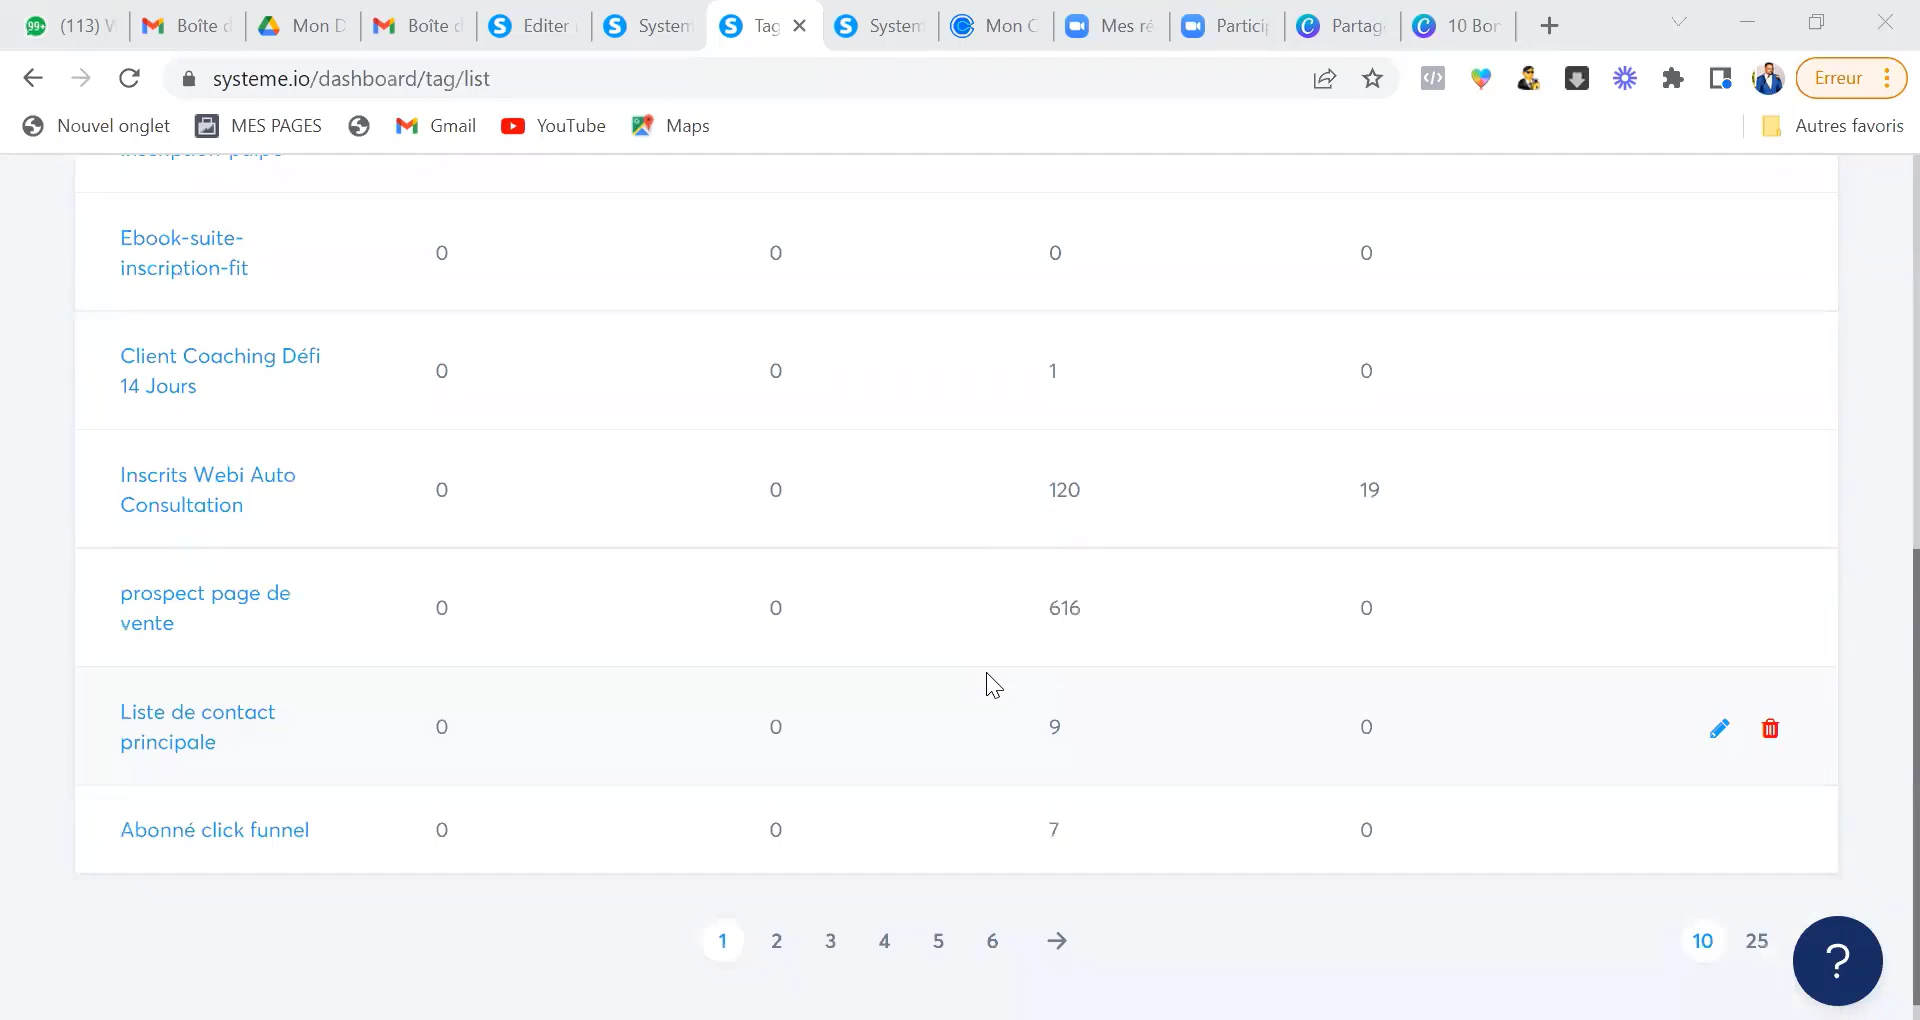 99+ (113) W
Boîte d
Mon D
Boîte d
Editer
System
Tag
System
Mon C
Mes ré
Partici
Partag
10 Bon
systeme.io/dashboard/tag/list
Erreur
Nouvel onglet
MES PAGES
Gmail
YouTube
Maps
Autres favoris
Ebook-suite-
inscription-fit
0 0 0 0
Client Coaching Défi
14 Jours
0 0 1 0
Inscrits Webi Auto
Consultation
0 0 120 19
prospect page de
vente
0 0 616 0
Liste de contact
principale
0 0 9 0
Abonné click funnel 0 0 7 0
1 2 3 4 5 6 → 10 25
?